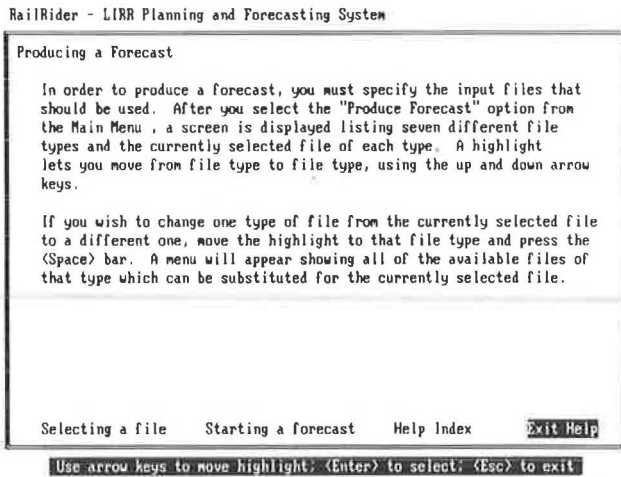 RailRider - LIRR Planning and Forecasting System
Producing a Forecast
In order to produce a forecast, you must specify the input files that
should be used. After you select the "Produce Forecast" option from
the Main Menu , a screen is displayed listing seven different file
types and the currently selected file of each type. A highlight
lets you move from file type to file type, using the up and down arrow
keys.
If you wish to change one type of file from the currently selected file
to a different one, move the highlight to that file type and press the
<Space> bar. A menu will appear showing all of the available files of
that type which can be substituted for the currently selected file.
Selecting a file Starting a forecast Help Index Exit Help
Use arrow keys to move highlight; <Enter> to select; <Esc> to exit